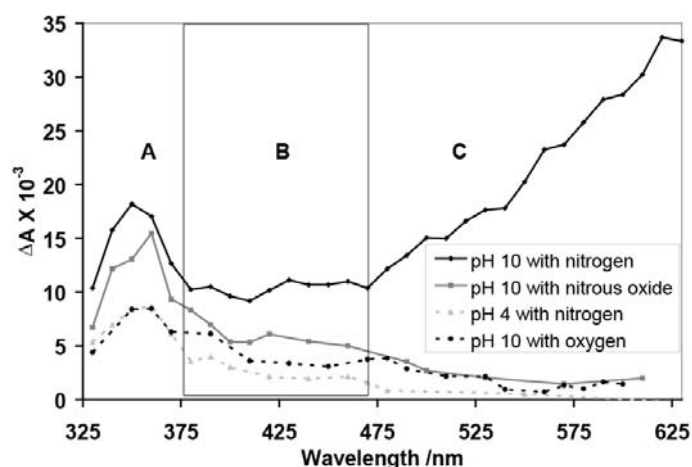 35
30
25
20
15
10
5
0
ΔA X 10-3
A
B
C
pH 10 with nitrogen
pH 10 with nitrous oxide
pH 4 with nitrogen
pH 10 with oxygen
325 375 425 475 525 575 625
Wavelength /nm